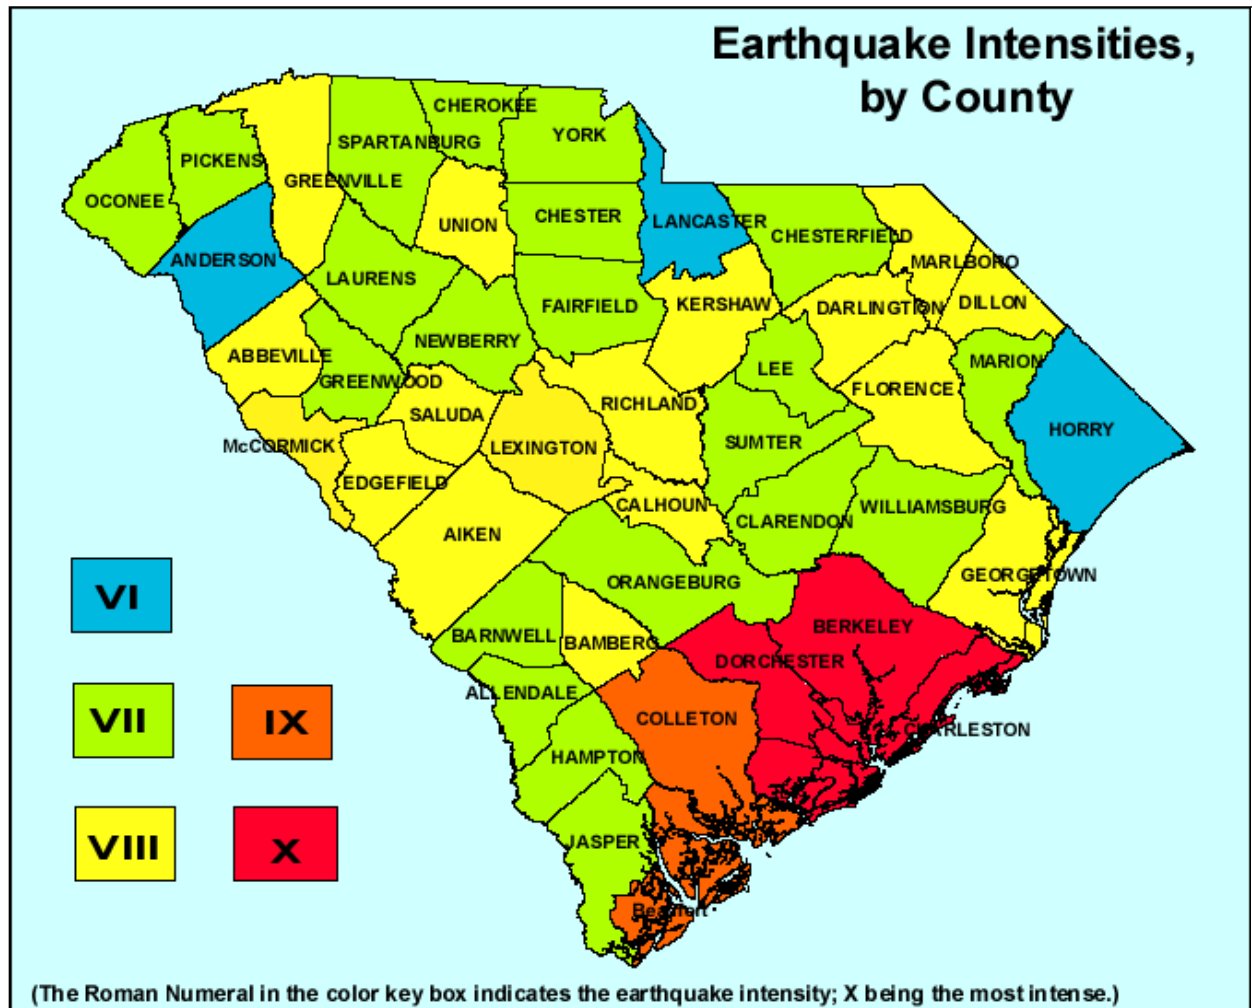 Earthquake Intensities,
by County
CHEROKEE
YORK
SPARTANBURG
PICKENS
GREENVILLE
OCONEE
UNION
CHESTER
LANCASTER
CHESTERFIELD
ANDERSON
MARLBORO
LAURENS
FAIRFIELD
KERSHAW
DARLINGTON
DILLON
NEWBERRY
ABBEVILLE
MARION
LEE
GREENWOOD
FLORENCE
RICHLAND
SALUDA
HORRY
McCORMICK
LEXINGTON
SUMTER
EDGEFIELD
CALHOUN
WILLIAMSBURG
CLARENDON
AIKEN
GEORGETOWN
ORANGEBURG
VI
BERKELEY
BARNWELL
BAMBERG
DORCHESTER
ALLENDALE
VII
IX
COLLETON
CHARLESTON
HAMPTON
VIII
X
JASPER
Beaufort
(The Roman Numeral in the color key box indicates the earthquake intensity; X being the most intense.)